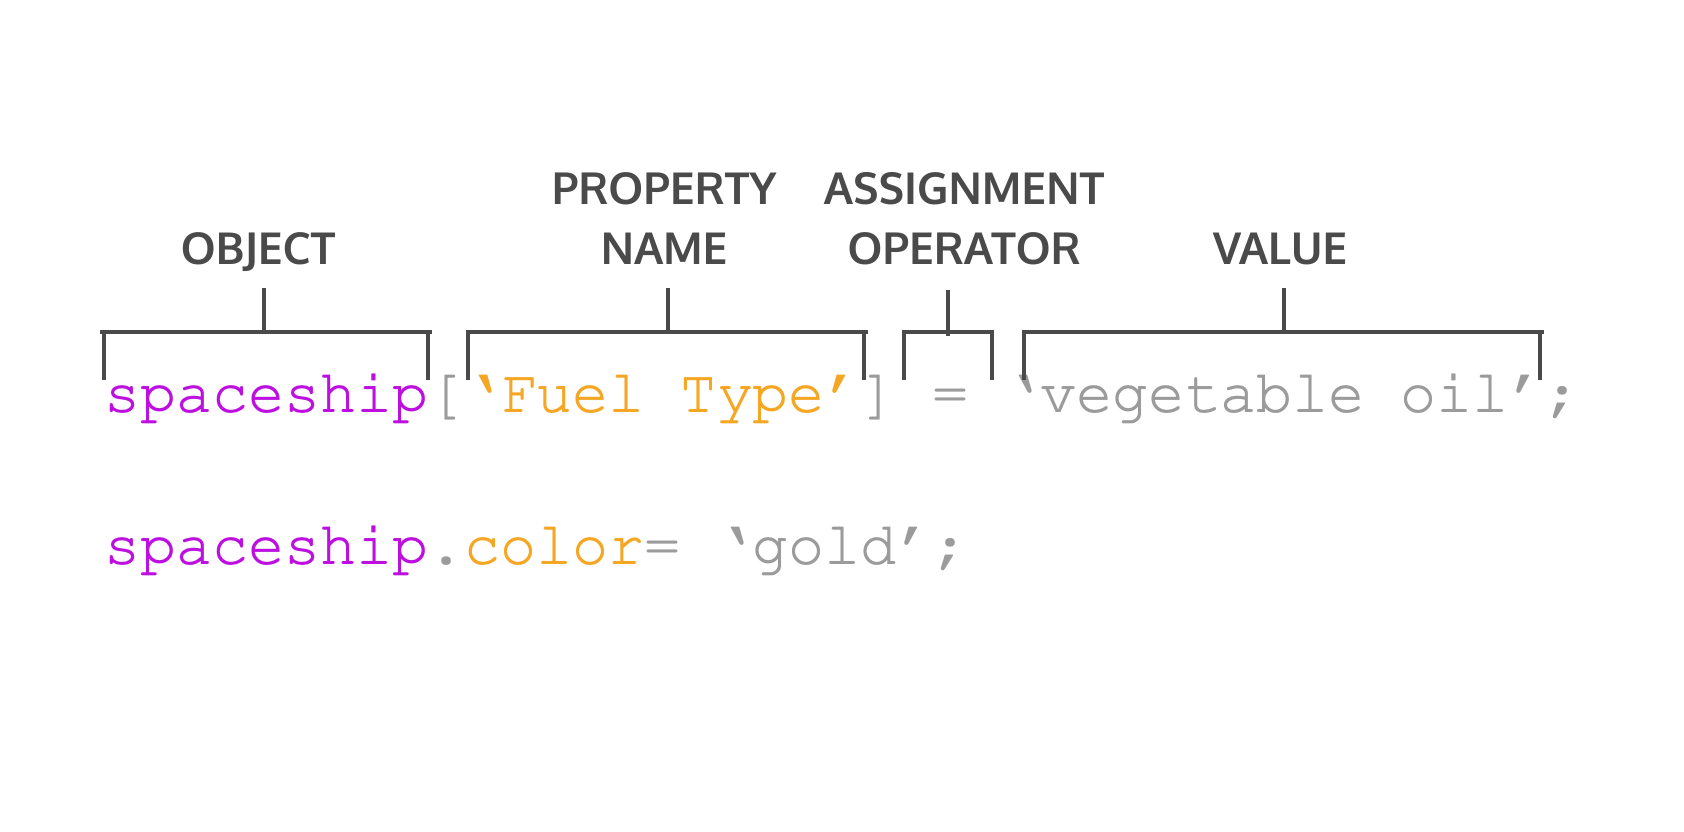 PROPERTY ASSIGNMENT
OBJECT NAME OPERATOR VALUE
spaceship[‘Fuel Type’] = ‘vegetable oil’;
spaceship.color= ‘gold’;